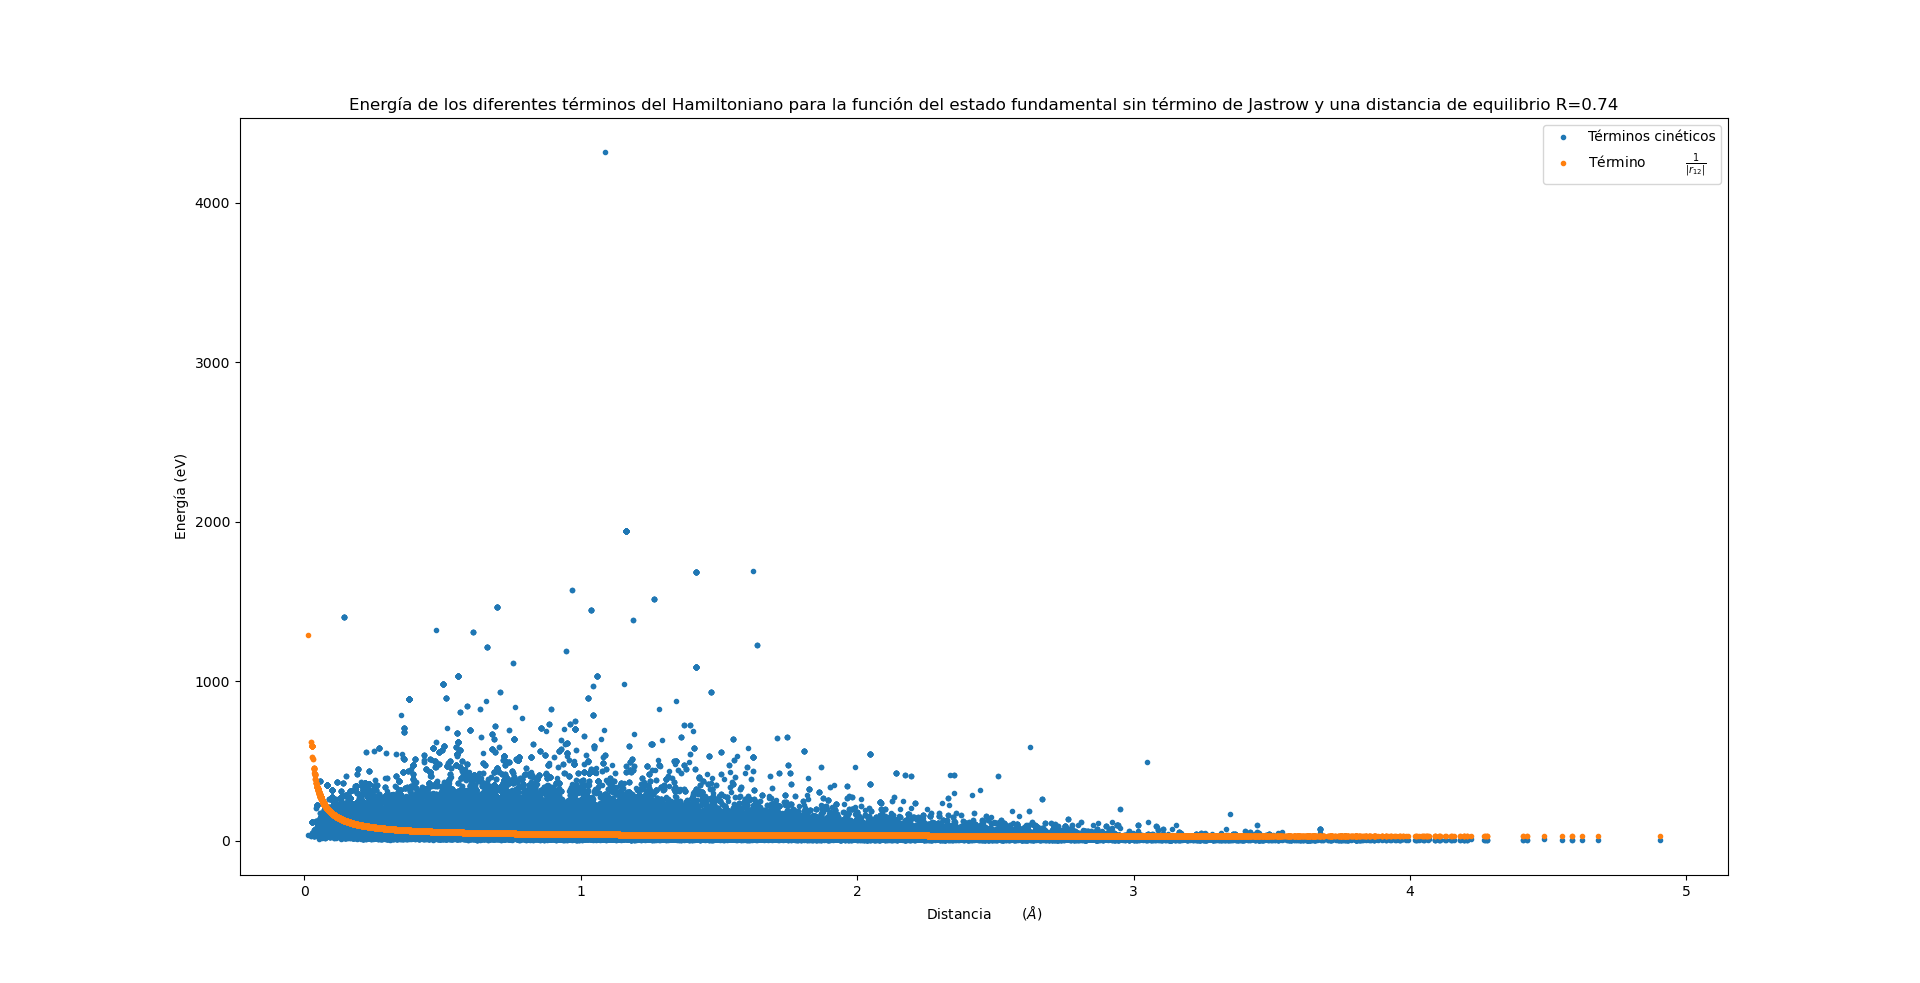 Energía de los diferentes términos del Hamiltoniano para la función del estado fundamental sin término de Jastrow y una distancia de equilibrio R=0.74
Términos cinéticos
Término 1/|r₁₂|
4000
3000
2000
1000
0
Energía (eV)
0 1 2 3 4 5
Distancia (Å)